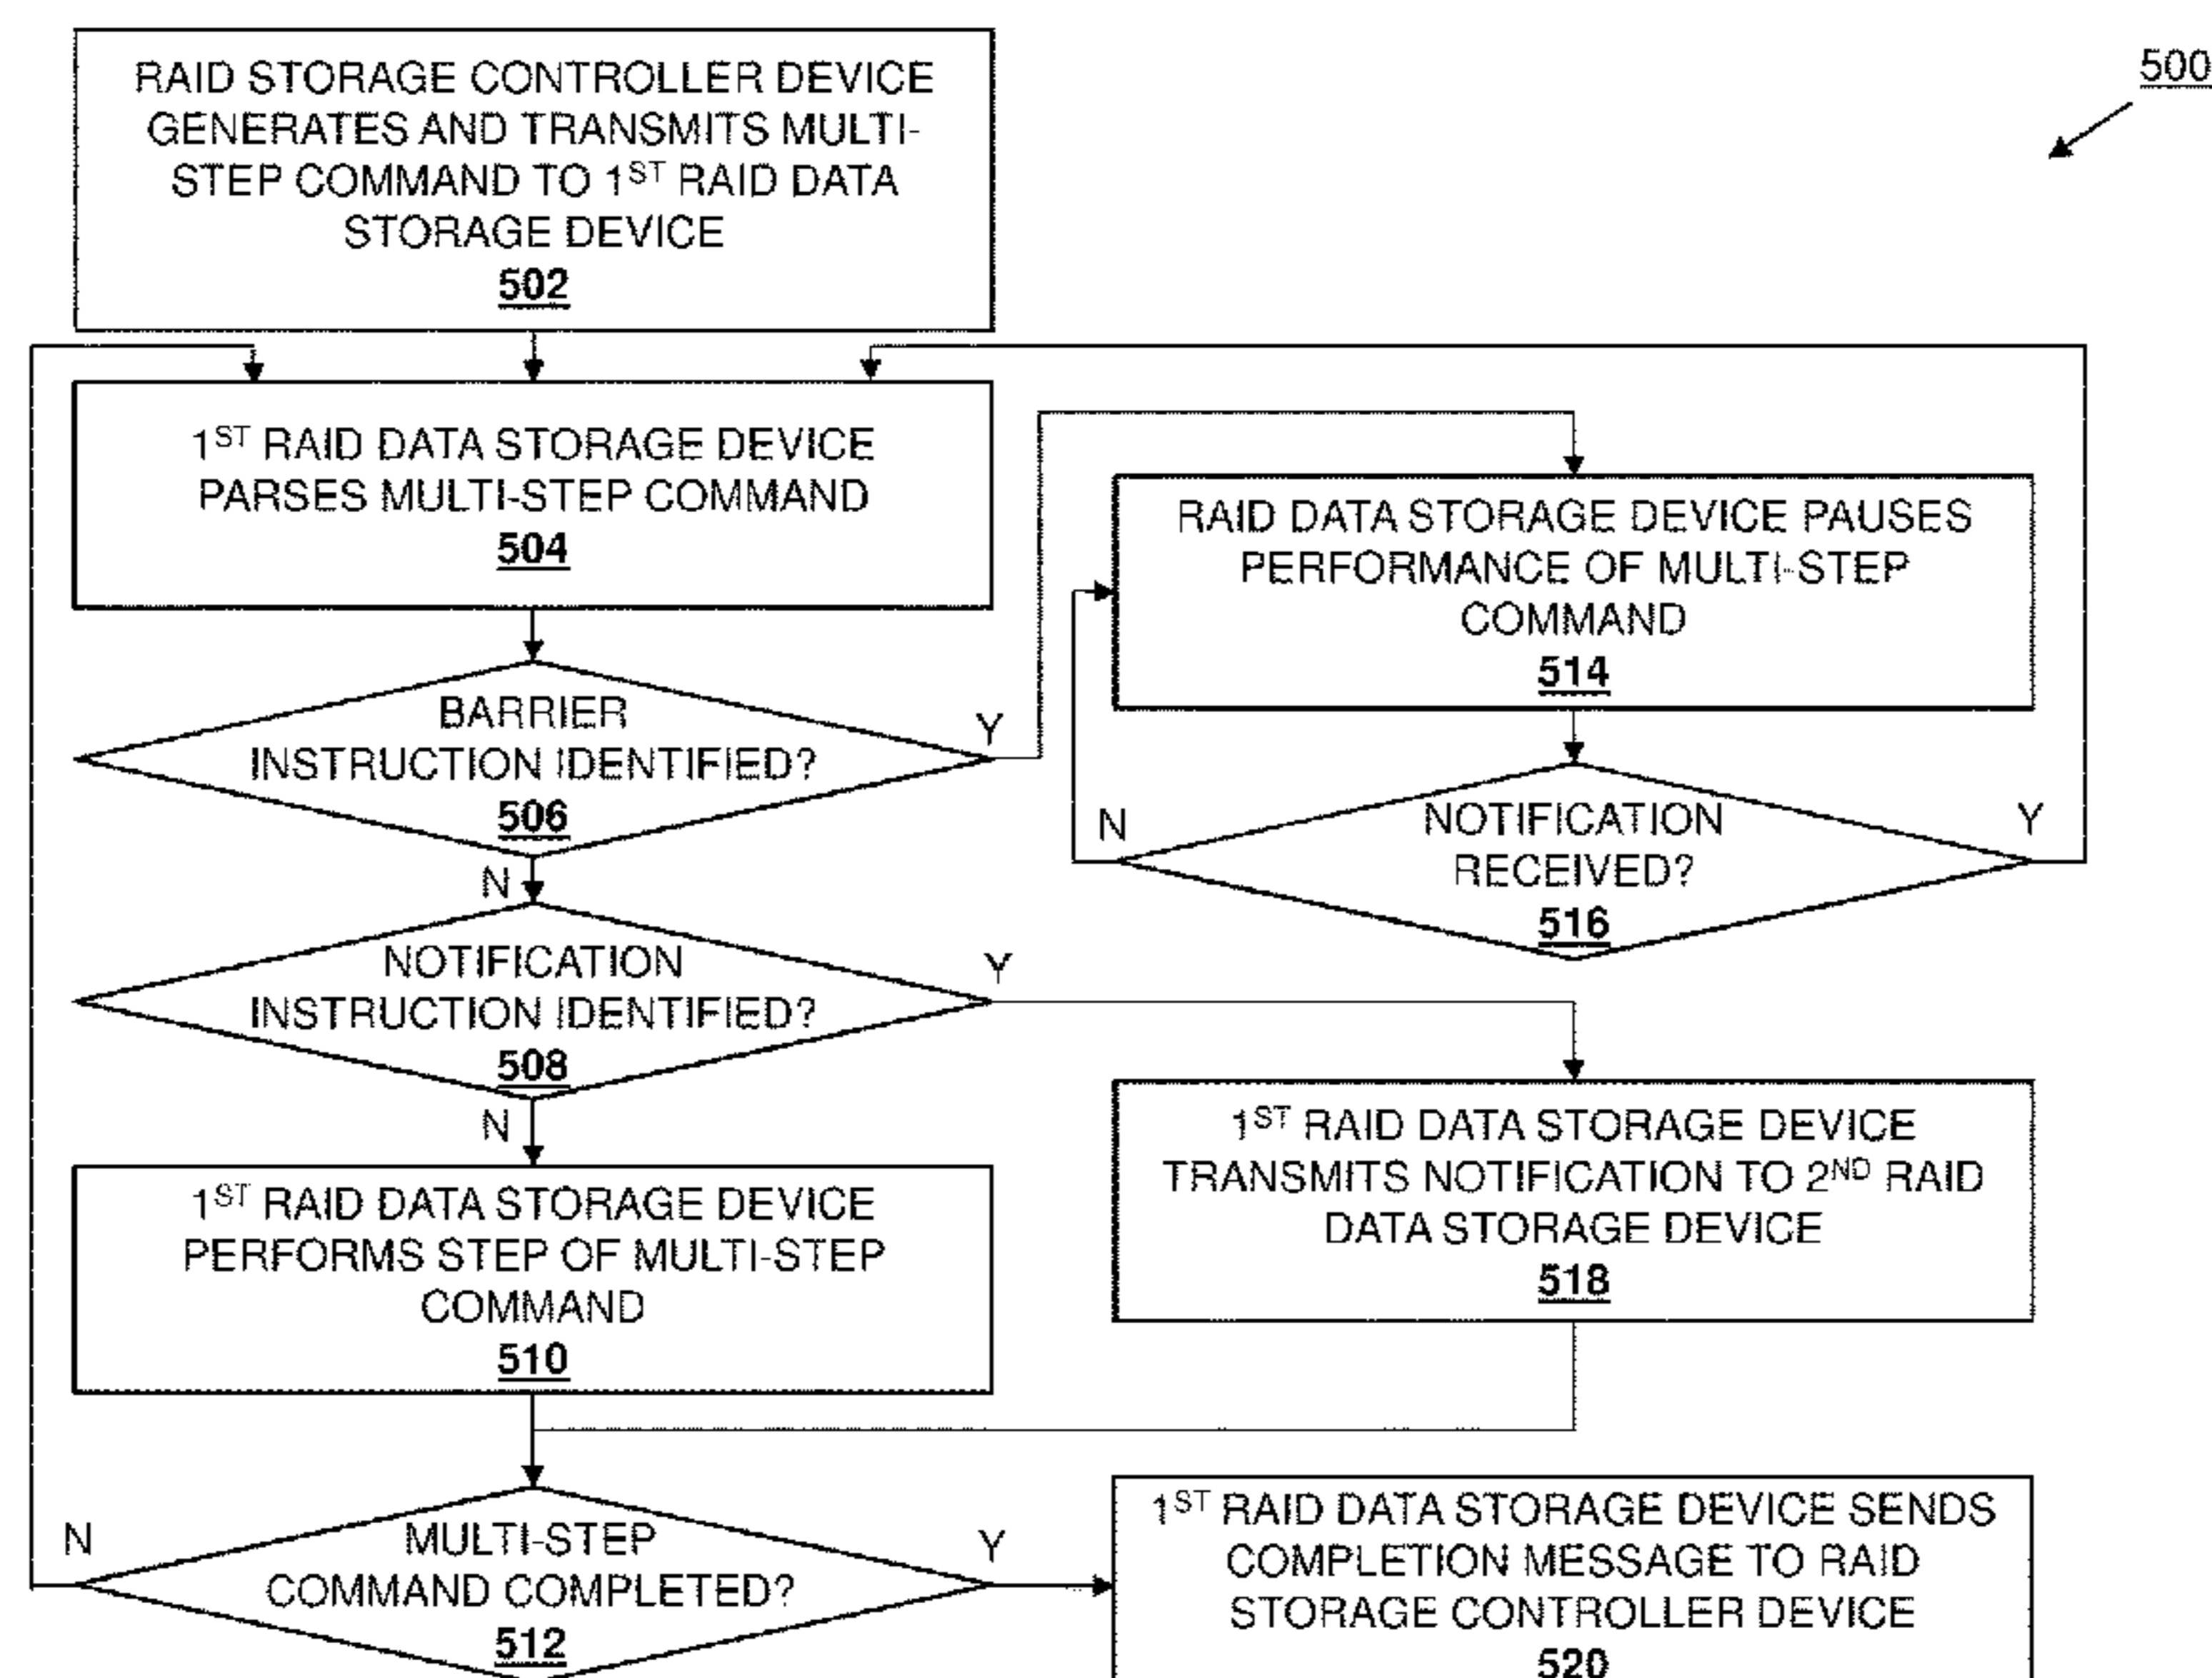 500
RAID STORAGE CONTROLLER DEVICE
GENERATES AND TRANSMITS MULTI-
STEP COMMAND TO 1ST RAID DATA
STORAGE DEVICE
502
1ST RAID DATA STORAGE DEVICE
PARSES MULTI-STEP COMMAND
504
BARRIER
INSTRUCTION IDENTIFIED?
506
Y
N
RAID DATA STORAGE DEVICE PAUSES
PERFORMANCE OF MULTI-STEP
COMMAND
514
NOTIFICATION
RECEIVED?
516
N
Y
NOTIFICATION
INSTRUCTION IDENTIFIED?
508
Y
N
1ST RAID DATA STORAGE DEVICE
PERFORMS STEP OF MULTI-STEP
COMMAND
510
1ST RAID DATA STORAGE DEVICE
TRANSMITS NOTIFICATION TO 2ND RAID
DATA STORAGE DEVICE
518
MULTI-STEP
COMMAND COMPLETED?
512
N
Y
1ST RAID DATA STORAGE DEVICE SENDS
COMPLETION MESSAGE TO RAID
STORAGE CONTROLLER DEVICE
520